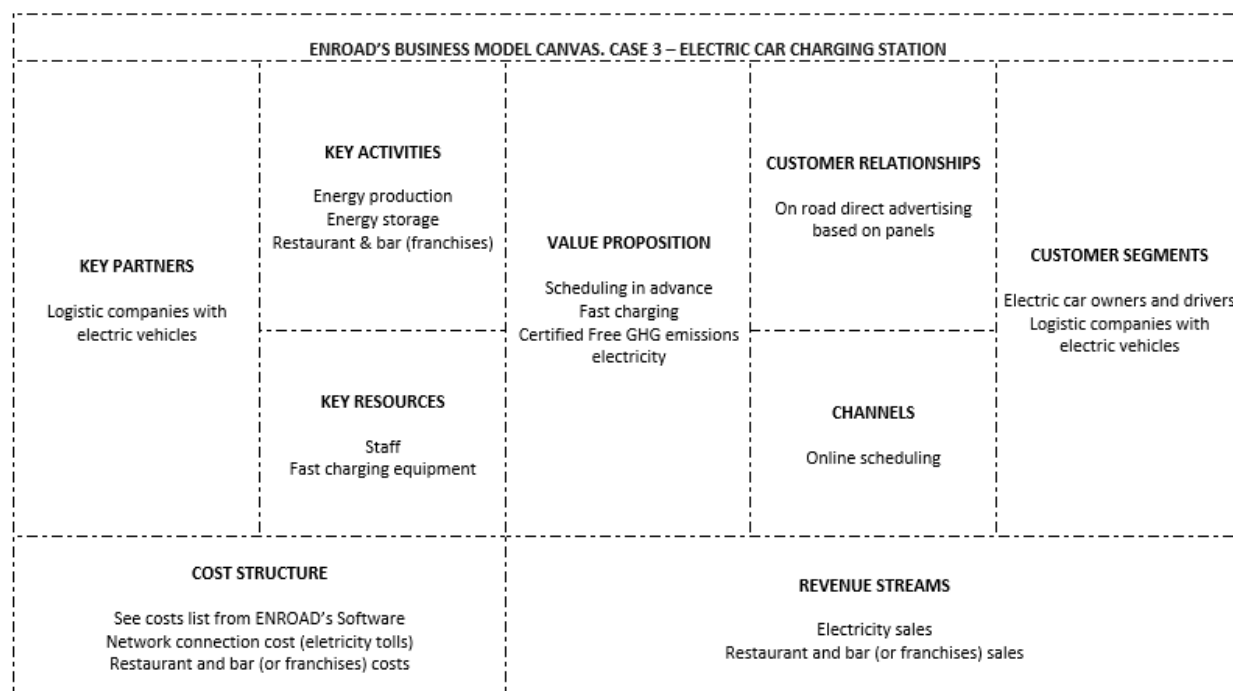 ENROAD'S BUSINESS MODEL CANVAS. CASE 3 – ELECTRIC CAR CHARGING STATION
KEY PARTNERS
Logistic companies with
electric vehicles
KEY ACTIVITIES
Energy production
Energy storage
Restaurant & bar (franchises)
KEY RESOURCES
Staff
Fast charging equipment
VALUE PROPOSITION
Scheduling in advance
Fast charging
Certified Free GHG emissions
electricity
CUSTOMER RELATIONSHIPS
On road direct advertising
based on panels
CHANNELS
Online scheduling
CUSTOMER SEGMENTS
Electric car owners and drivers
Logistic companies with
electric vehicles
COST STRUCTURE
See costs list from ENROAD's Software
Network connection cost (eletricity tolls)
Restaurant and bar (or franchises) costs
REVENUE STREAMS
Electricity sales
Restaurant and bar (or franchises) sales